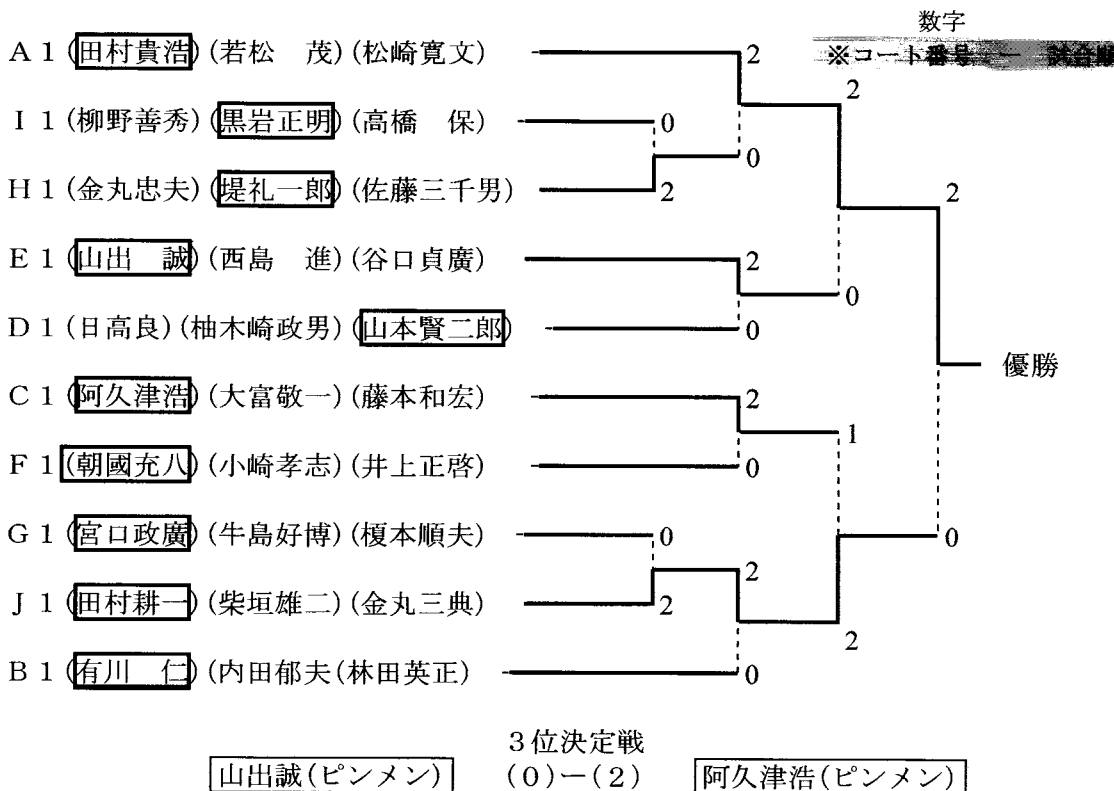 数字
※コート番号 － 試合順
A 1 (田村貴浩) (若松 茂) (松崎寛文) 2
2
I 1 (柳野善秀) (黒岩正明) (高橋 保) 0
0
H 1 (金丸忠夫) (堤礼一郎) (佐藤三千男) 2
2
E 1 (山出 誠) (西島 進) (谷口貞廣) 2
0
D 1 (日高良) (柚木崎政男) (山本賢二郎) 0
優勝
C 1 (阿久津浩) (大富敬一) (藤本和宏) 2
1
F 1 (朝國充八) (小崎孝志) (井上正啓) 0
G 1 (宮口政廣) (牛島好博) (榎本順夫) 0
0
2
J 1 (田村耕一) (柴垣雄二) (金丸三典) 2
2
B 1 (有川 仁) (内田郁夫(林田英正) 0
3位決定戦
山出誠(ピンメン) (0)－(2) 阿久津浩(ピンメン)